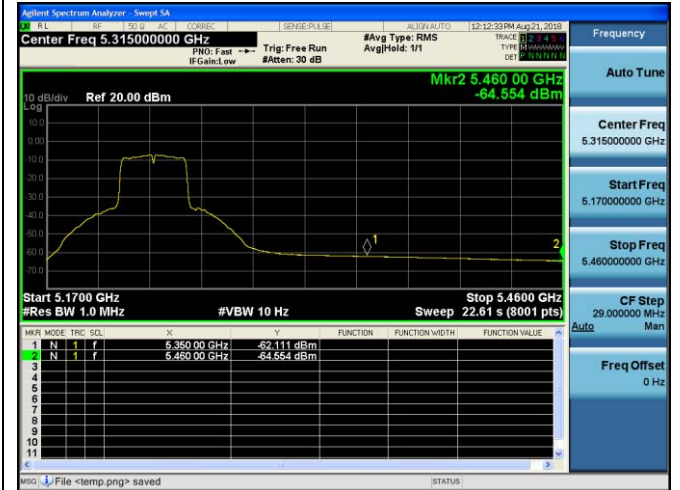 Agilent Spectrum Analyzer - Swept SA
RL RF 50 Ω AC CORREC SENSE:PULSE ALIGNAUTO 12:12:33 PM Aug 21, 2018
Center Freq 5.315000000 GHz
PNO: Fast
IFGain:Low
Trig: Free Run
#Atten: 30 dB
#Avg Type: RMS
Avg|Hold: 1/1
TRACE 1 2 3 4 5 6
TYPE MWWWWW
DET P NNNNN
Mkr2 5.460 00 GHz
-64.554 dBm
10 dB/div Ref 20.00 dBm
Log
10.0
0.00
-10.0
-20.0
-30.0
-40.0
-50.0
-60.0
-70.0
1
2
Start 5.1700 GHz Stop 5.4600 GHz
#Res BW 1.0 MHz #VBW 10 Hz Sweep 22.61 s (8001 pts)
MKR MODE TRC SCL X Y FUNCTION FUNCTION WIDTH FUNCTION VALUE
1 N 1 f 5.350 00 GHz -62.111 dBm
2 N 1 f 5.460 00 GHz -64.554 dBm
3
4
5
6
7
8
9
10
11
MSG File <temp.png> saved STATUS
Frequency
Auto Tune
Center Freq
5.315000000 GHz
Start Freq
5.170000000 GHz
Stop Freq
5.460000000 GHz
CF Step
29.000000 MHz
Auto Man
Freq Offset
0 Hz